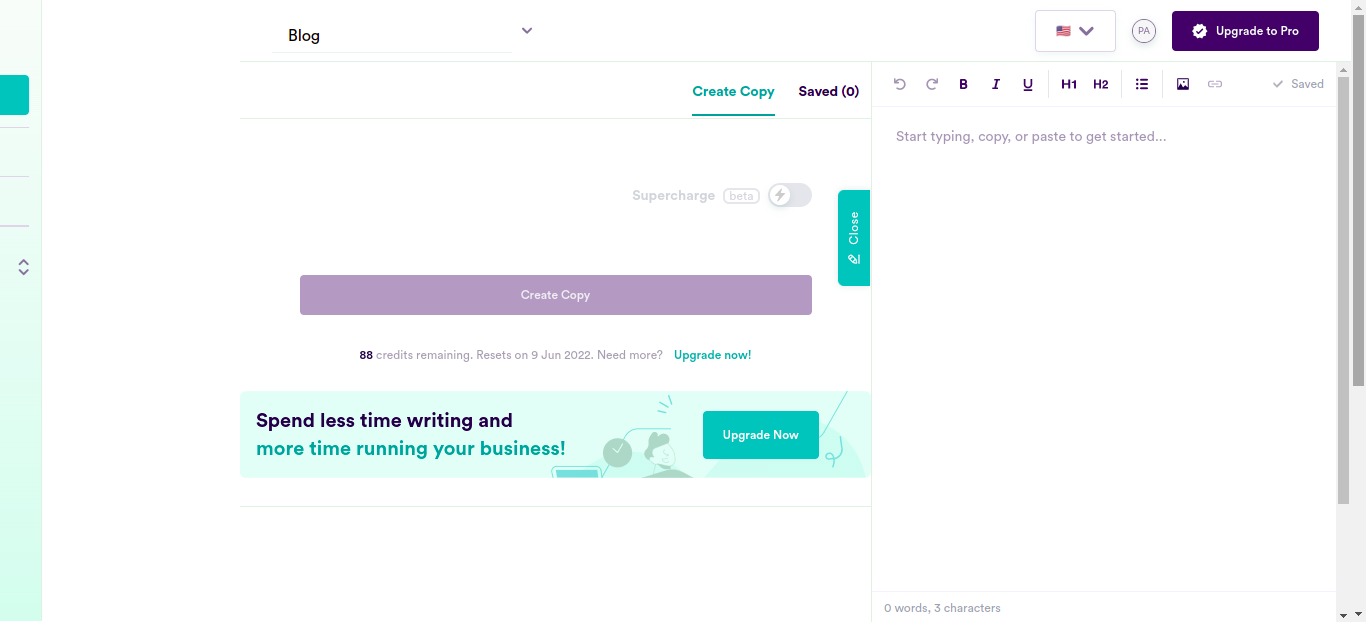 Blog
PA
Upgrade to Pro
Create Copy
Saved (0)
B I U H1 H2
Saved
Start typing, copy, or paste to get started...
Supercharge beta
Close
Create Copy
88 credits remaining. Resets on 9 Jun 2022. Need more? Upgrade now!
Spend less time writing and
more time running your business!
Upgrade Now
0 words, 3 characters